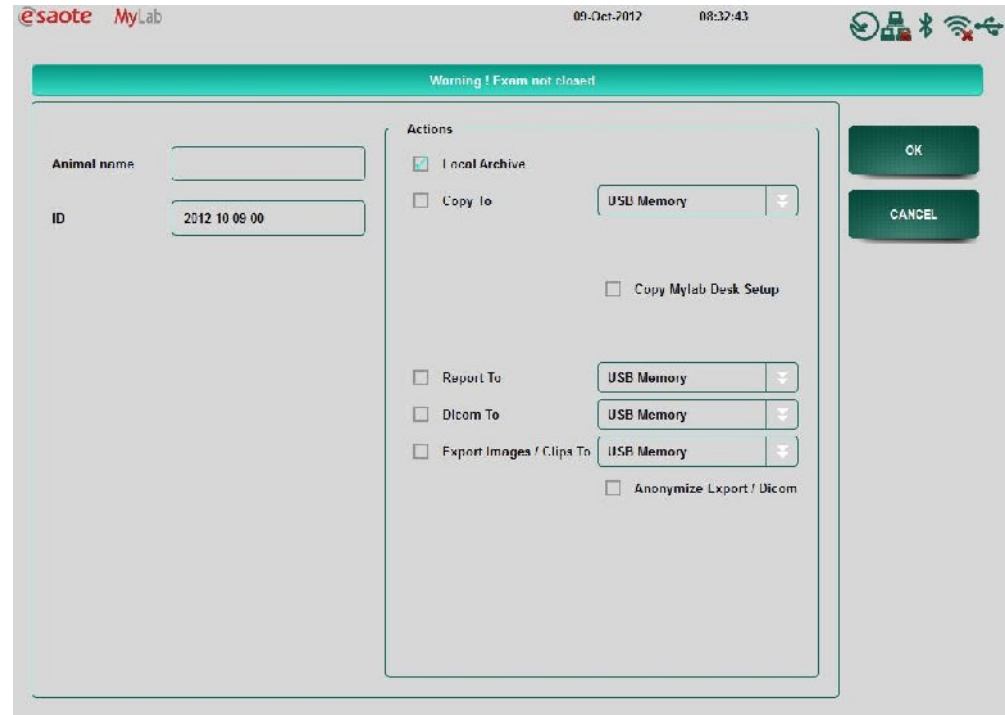 esaote MyLab
09-Oct-2012 08:32:43
Warning ! Exam not closed
Actions
Animal name
Local Archive
OK
Copy To USB Memory
ID 2012 10 09 00
CANCEL
Copy Mylab Desk Setup
Report To USB Memory
Dicom To USB Memory
Export Images / Clips To USB Memory
Anonymize Export / Dicom